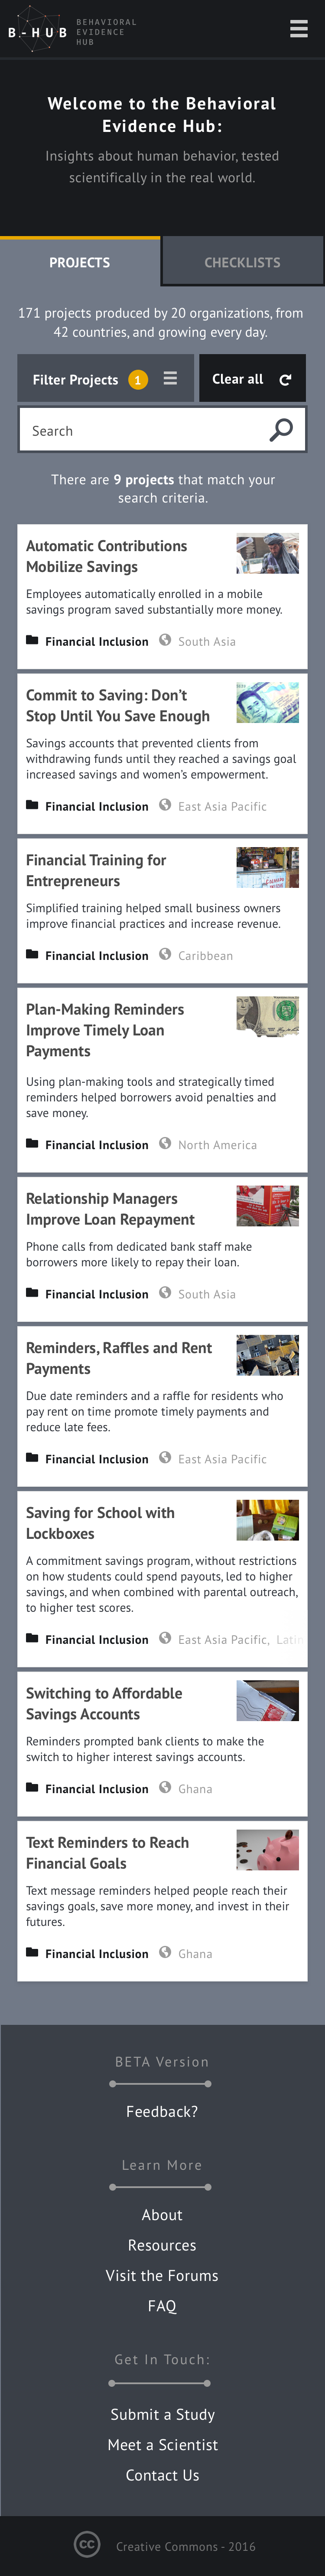 B-HUB
BEHAVIORAL
EVIDENCE
HUB
Welcome to the Behavioral
Evidence Hub:
Insights about human behavior, tested
scientifically in the real world.
PROJECTS
CHECKLISTS
171 projects produced by 20 organizations, from
42 countries, and growing every day.
Filter Projects 1
Clear all
Search
There are 9 projects that match your
search criteria.
Automatic Contributions
Mobilize Savings
Employees automatically enrolled in a mobile
savings program saved substantially more money.
Financial Inclusion South Asia
Commit to Saving: Don't
Stop Until You Save Enough
Savings accounts that prevented clients from
withdrawing funds until they reached a savings goal
increased savings and women's empowerment.
Financial Inclusion East Asia Pacific
Financial Training for
Entrepreneurs
Simplified training helped small business owners
improve financial practices and increase revenue.
Financial Inclusion Caribbean
Plan-Making Reminders
Improve Timely Loan
Payments
Using plan-making tools and strategically timed
reminders helped borrowers avoid penalties and
save money.
Financial Inclusion North America
Relationship Managers
Improve Loan Repayment
Phone calls from dedicated bank staff make
borrowers more likely to repay their loan.
Financial Inclusion South Asia
Reminders, Raffles and Rent
Payments
Due date reminders and a raffle for residents who
pay rent on time promote timely payments and
reduce late fees.
Financial Inclusion East Asia Pacific
Saving for School with
Lockboxes
A commitment savings program, without restrictions
on how students could spend payouts, led to higher
savings, and when combined with parental outreach,
to higher test scores.
Financial Inclusion East Asia Pacific, Latin
Switching to Affordable
Savings Accounts
Reminders prompted bank clients to make the
switch to higher interest savings accounts.
Financial Inclusion Ghana
Text Reminders to Reach
Financial Goals
Text message reminders helped people reach their
savings goals, save more money, and invest in their
futures.
Financial Inclusion Ghana
BETA Version
Feedback?
Learn More
About
Resources
Visit the Forums
FAQ
Get In Touch:
Submit a Study
Meet a Scientist
Contact Us
cc Creative Commons - 2016